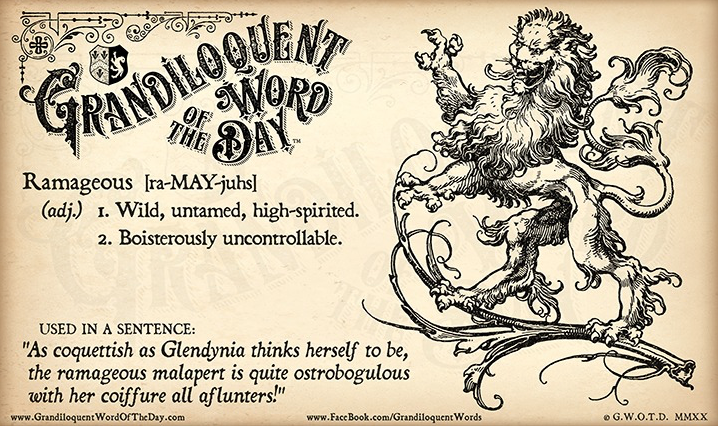 GRANDILOQUENT
WORD
OF THE DAY™
Ramageous [ra-MAY-juhs]
(adj.) 1. Wild, untamed, high-spirited.
2. Boisterously uncontrollable.
USED IN A SENTENCE:
"As coquettish as Glendynia thinks herself to be,
the ramageous malapert is quite ostrobogulous
with her coiffure all aflunters!"
www.GrandiloquentWordOfTheDay.com
www.FaceBook.com/GrandiloquentWords
© G.W.O.T.D. MMXX